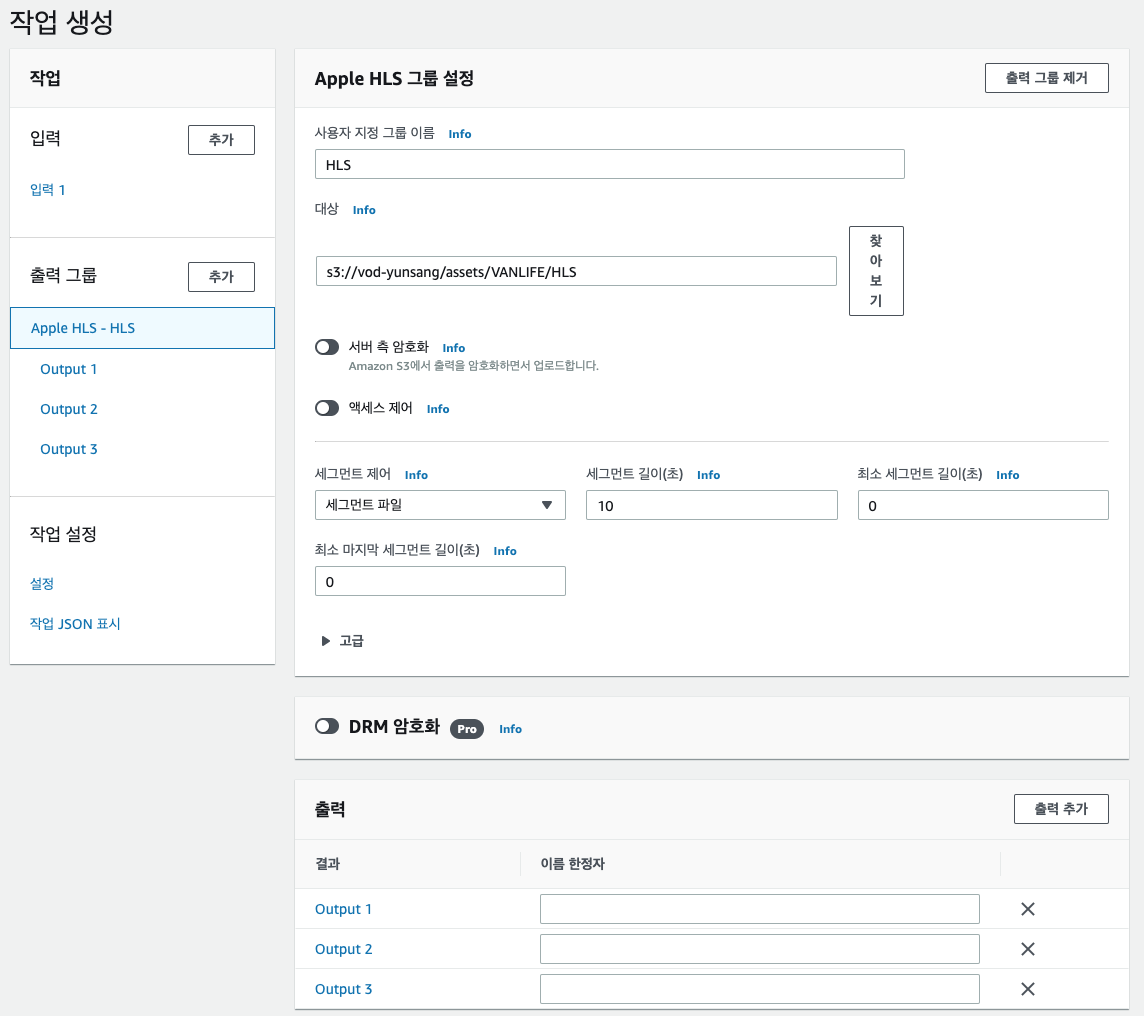 작업 생성
작업
입력
추가
입력 1
출력 그룹
추가
Apple HLS - HLS
Output 1
Output 2
Output 3
작업 설정
설정
작업 JSON 표시
Apple HLS 그룹 설정
출력 그룹 제거
사용자 지정 그룹 이름 Info
HLS
대상 Info
s3://vod-yunsang/assets/VANLIFE/HLS
찾
아
보
기
서버 측 암호화 Info
Amazon S3에서 출력을 암호화하면서 업로드합니다.
액세스 제어 Info
세그먼트 제어 Info
세그먼트 파일
세그먼트 길이(초) Info
10
최소 세그먼트 길이(초) Info
0
최소 마지막 세그먼트 길이(초) Info
0
고급
DRM 암호화 Pro Info
출력
출력 추가
결과 이름 한정자
Output 1
Output 2
Output 3